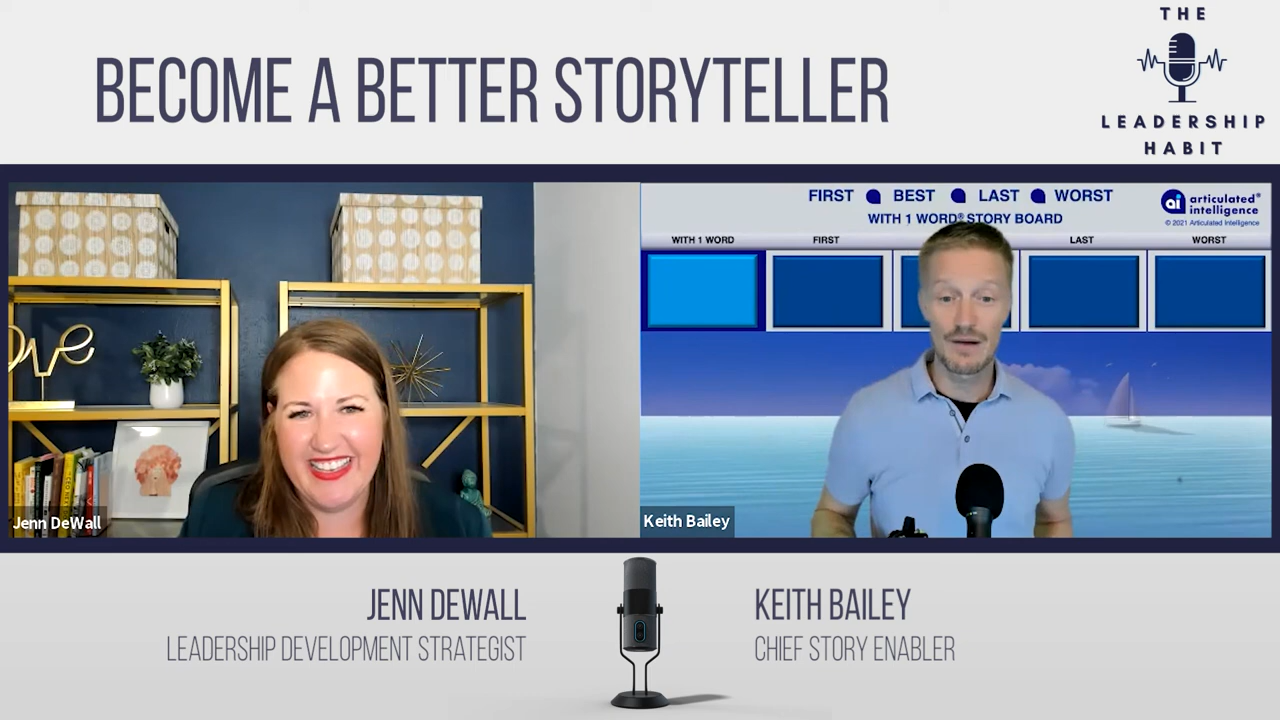 THE
LEADERSHIP
HABIT
BECOME A BETTER STORYTELLER
FIRST BEST LAST WORST
WITH 1 WORD® STORY BOARD
ai articulated® intelligence
© 2021 Articulated Intelligence
WITH 1 WORD FIRST LAST WORST
Jenn DeWall
Keith Bailey
JENN DEWALL
LEADERSHIP DEVELOPMENT STRATEGIST
KEITH BAILEY
CHIEF STORY ENABLER